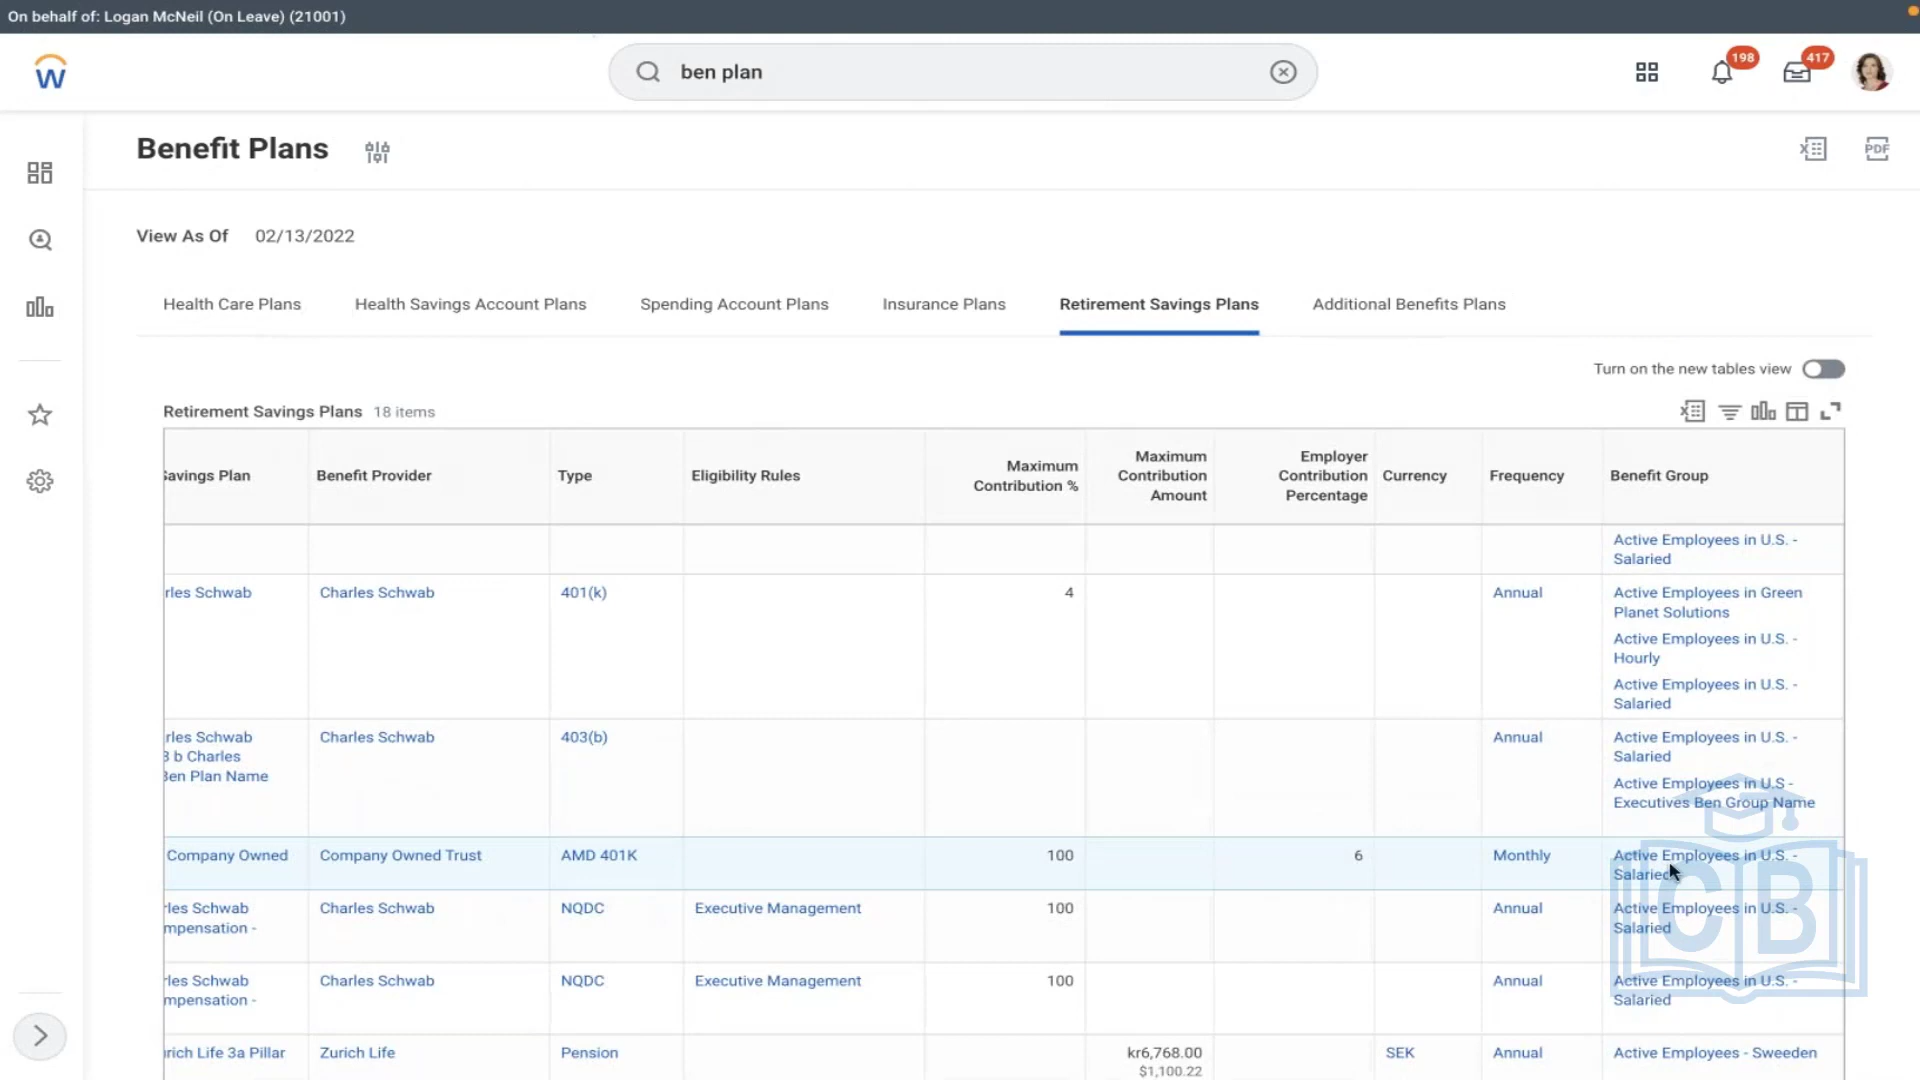 On behalf of: Logan McNeil (On Leave) (21001)
W
ben plan
198
417
Benefit Plans
PDF
View As Of 02/13/2022
Health Care Plans Health Savings Account Plans Spending Account Plans Insurance Plans Retirement Savings Plans Additional Benefits Plans
Turn on the new tables view
Retirement Savings Plans 18 items
Savings Plan Benefit Provider Type Eligibility Rules Maximum Contribution % Maximum Contribution Amount Employer Contribution Percentage Currency Frequency Benefit Group
Active Employees in U.S. -
Salaried
rles Schwab Charles Schwab 401(k) 4 Annual Active Employees in Green
Planet Solutions
Active Employees in U.S. -
Hourly
Active Employees in U.S. -
Salaried
rles Schwab Charles Schwab 403(b) Annual Active Employees in U.S. -
b Charles Salaried
Ben Plan Name
Active Employees in U.S -
Executives Ben Group Name
Company Owned Company Owned Trust AMD 401K 100 6 Monthly Active Employees in U.S. -
Salaried
rles Schwab Charles Schwab NQDC Executive Management 100 Annual Active Employees in U.S. -
mpensation - Salaried
rles Schwab Charles Schwab NQDC Executive Management 100 Annual Active Employees in U.S. -
mpensation - Salaried
rich Life 3a Pillar Zurich Life Pension kr6,768.00 SEK Annual Active Employees - Sweeden
$1,100.22
CB